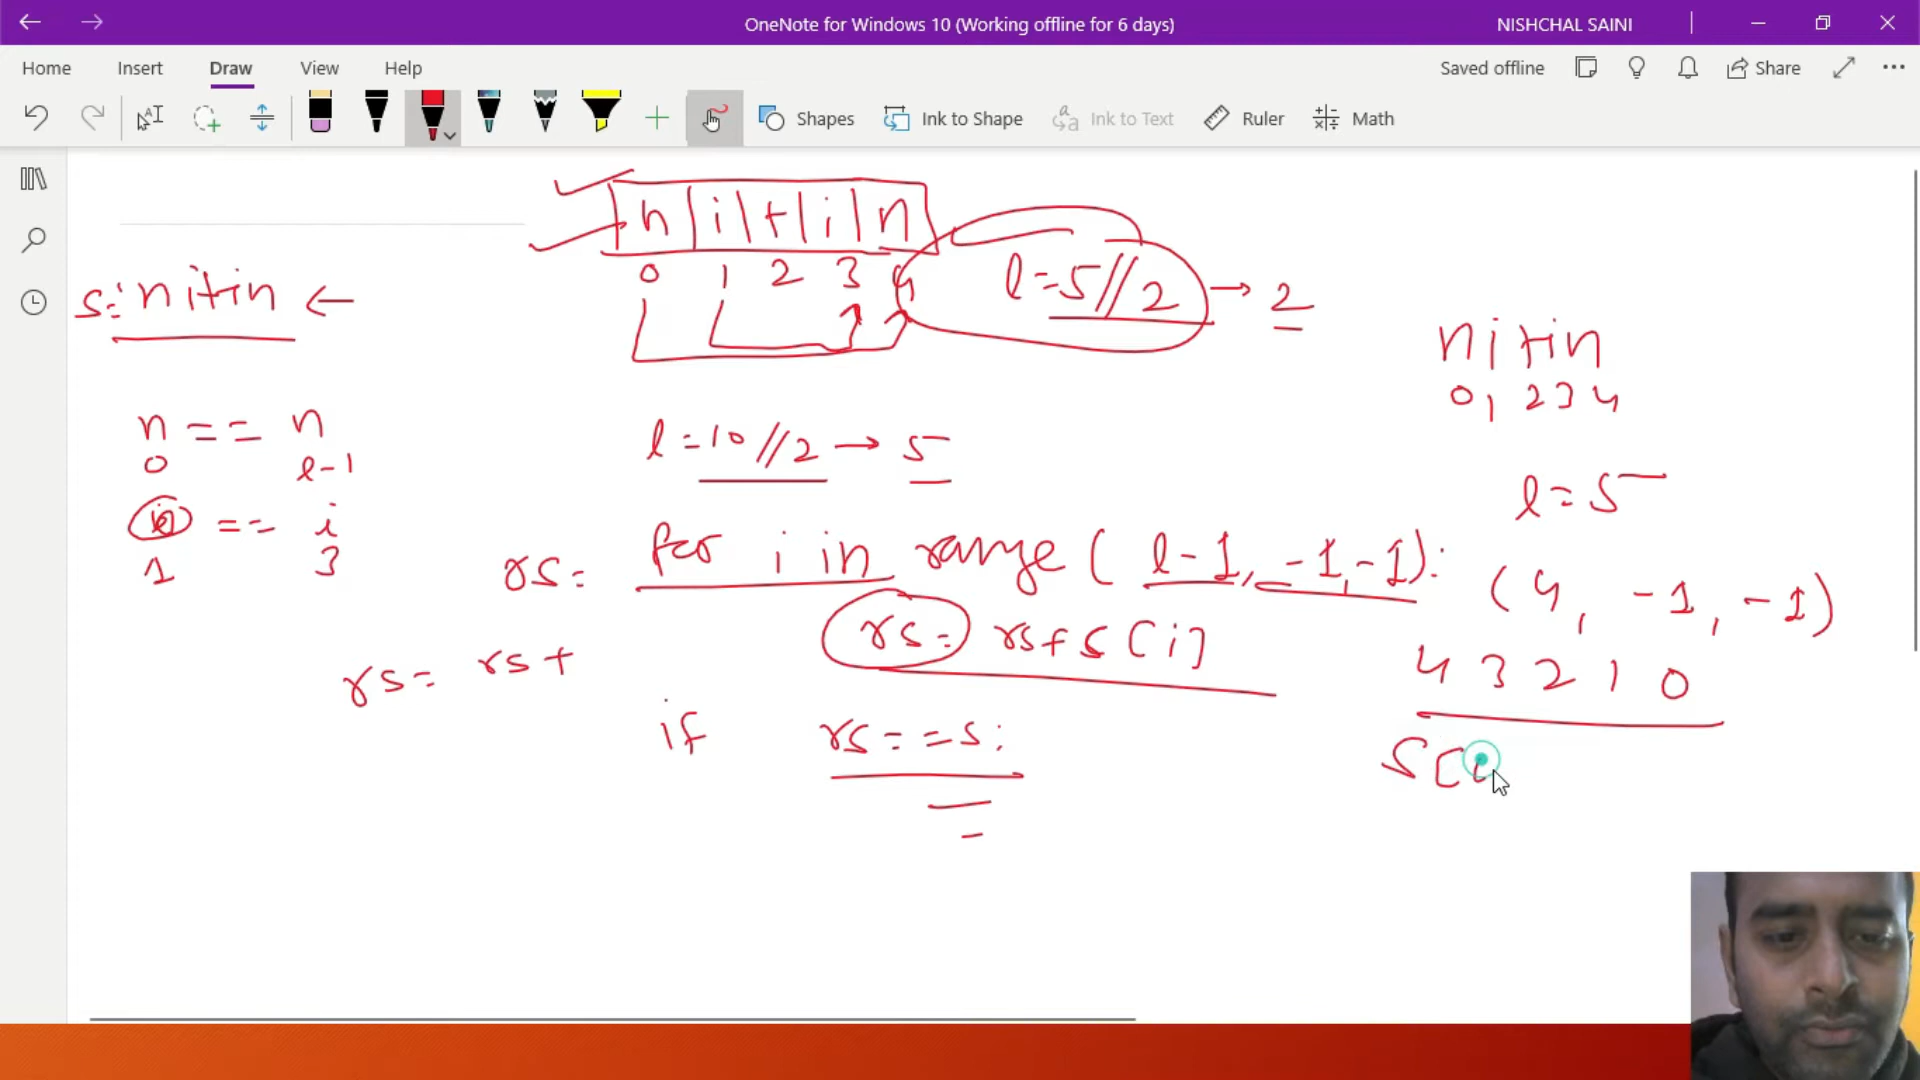 OneNote for Windows 10 (Working offline for 6 days)
NISHCHAL SAINI
Home Insert Draw View Help
Saved offline Share
Shapes Ink to Shape Ink to Text Ruler Math
n | i | t | i | n
0 1 2 3 4
l = 5 // 2 → 2
s = nitin ←
nitin
0 1 2 3 4
n == n
0 l-1
l = 10 // 2 → 5
l = 5
== i
1 3
rs =
for i in range ( l-1, -1, -1):
(4, -1, -1)
rs = rs + s [i]
rs = rs +
4 3 2 1 0
if rs == s:
s [